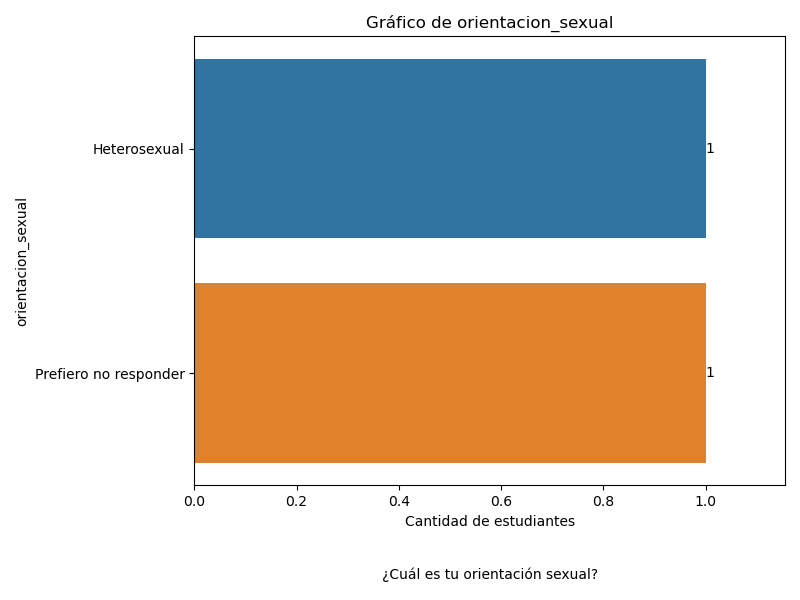 Gráfico de orientacion_sexual
orientacion_sexual
Heterosexual
1
Prefiero no responder
1
0.0 0.2 0.4 0.6 0.8 1.0
Cantidad de estudiantes
¿Cuál es tu orientación sexual?